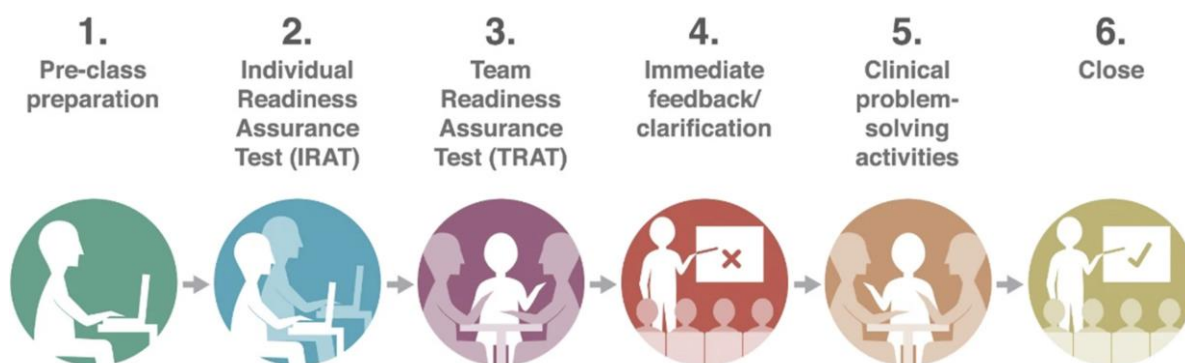 1.
Pre-class
preparation
2.
Individual
Readiness
Assurance
Test (IRAT)
3.
Team
Readiness
Assurance
Test (TRAT)
4.
Immediate
feedback/
clarification
5.
Clinical
problem-
solving
activities
6.
Close